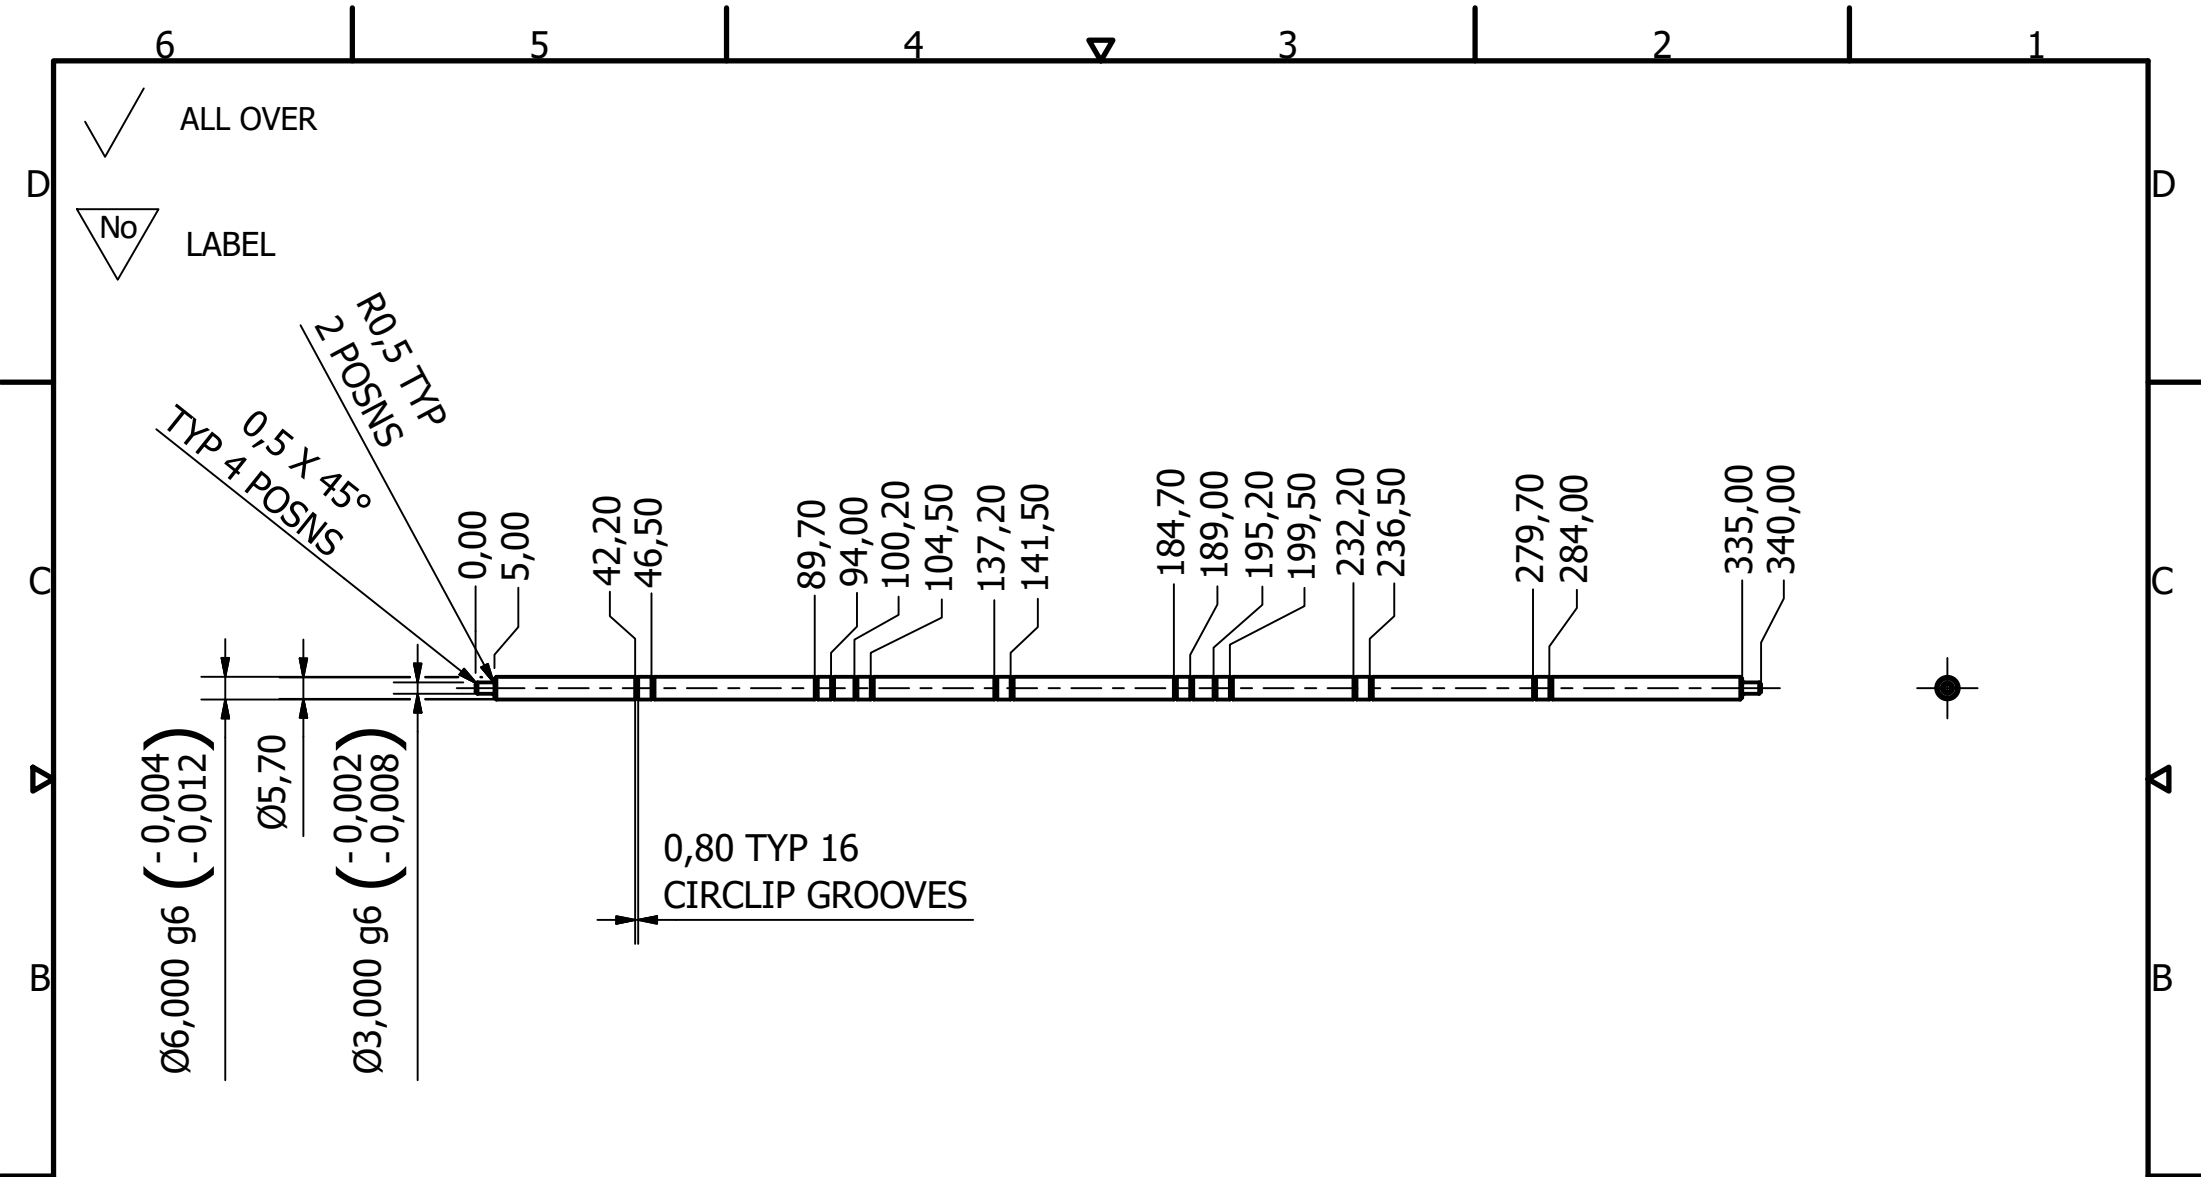 6 5 4 3 2 1
ALL OVER
D D
No
LABEL
R0,5 TYP
2 POSNS
0,5 X 45°
TYP 4 POSNS
0,00
5,00
42,20
46,50
89,70
94,00
100,20
104,50
137,20
141,50
184,70
189,00
195,20
199,50
232,20
236,50
279,70
284,00
335,00
340,00
C C
Ø6,000 g6 (-0,004
-0,012)
Ø5,70
Ø3,000 g6 (-0,002
-0,008)
0,80 TYP 16
CIRCLIP GROOVES
B B